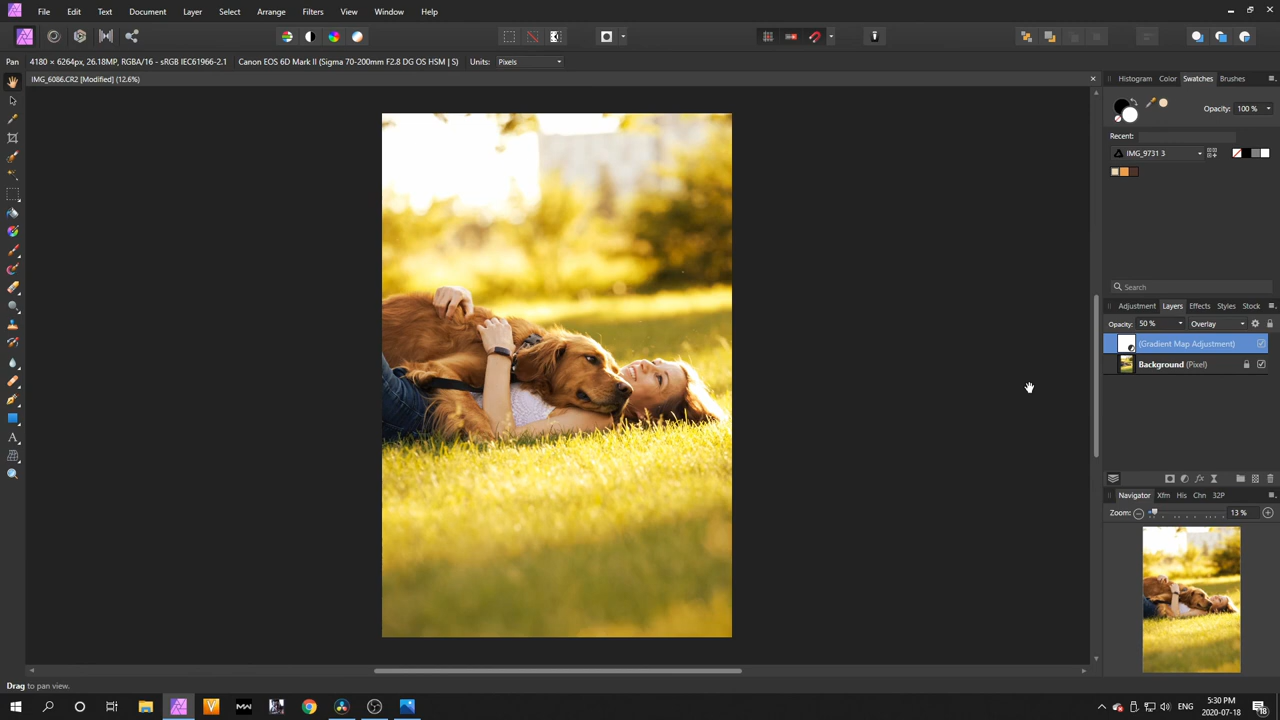 File Edit Text Document Layer Select Arrange Filters View Window Help
Pan 4180 × 6264px, 26.18MP, RGBA/16 - sRGB IEC61966-2.1 Canon EOS 6D Mark II (Sigma 70-200mm F2.8 DG OS HSM | S) Units: Pixels
IMG_6086.CR2 [Modified] (12.6%)
Histogram Color Swatches Brushes
Opacity: 100 %
Recent:
IMG_9731 3
Search
Adjustment Layers Effects Styles Stock
Opacity: 50 % Overlay
(Gradient Map Adjustment)
Background (Pixel)
Navigator Xfm His Chn 32P
Zoom: 13 %
Drag to pan view.
ENG
5:30 PM
2020-07-18
18